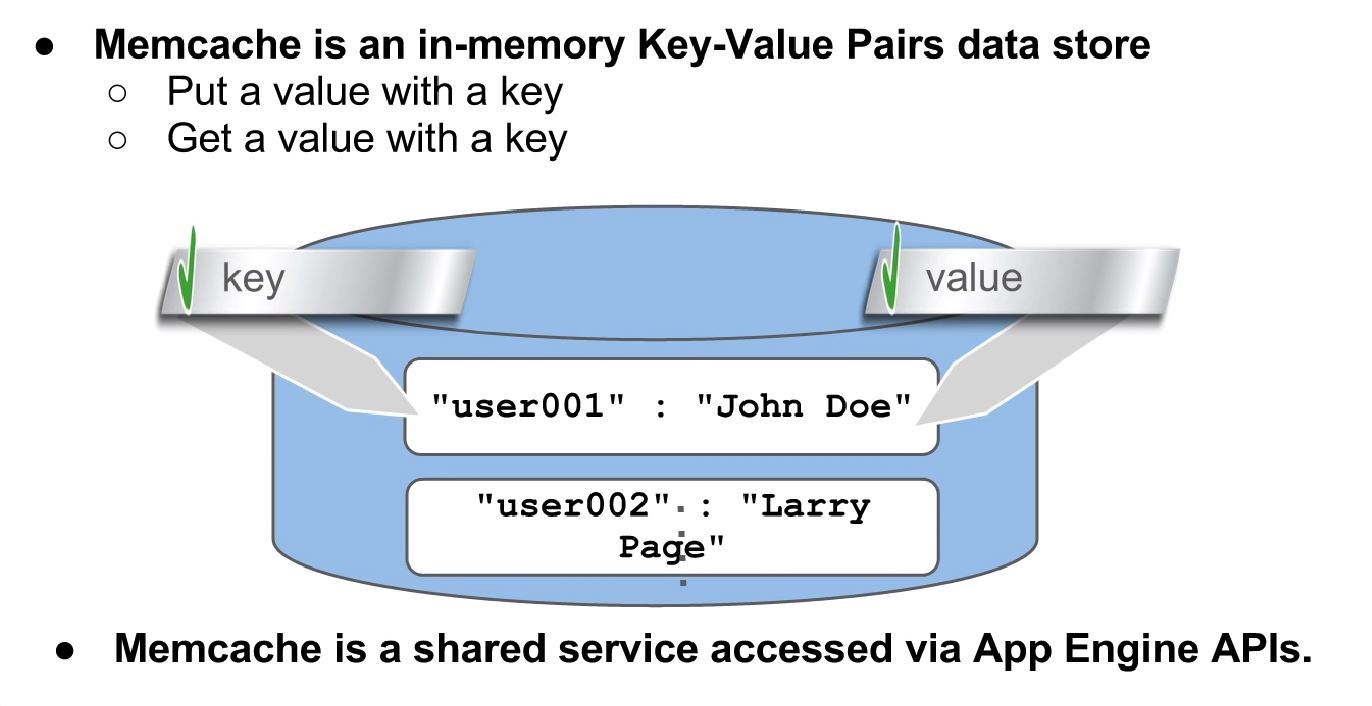 ● Memcache is an in-memory Key-Value Pairs data store
○ Put a value with a key
○ Get a value with a key
key
value
"user001" : "John Doe"
"user002" : "Larry
Page"
● Memcache is a shared service accessed via App Engine APIs.